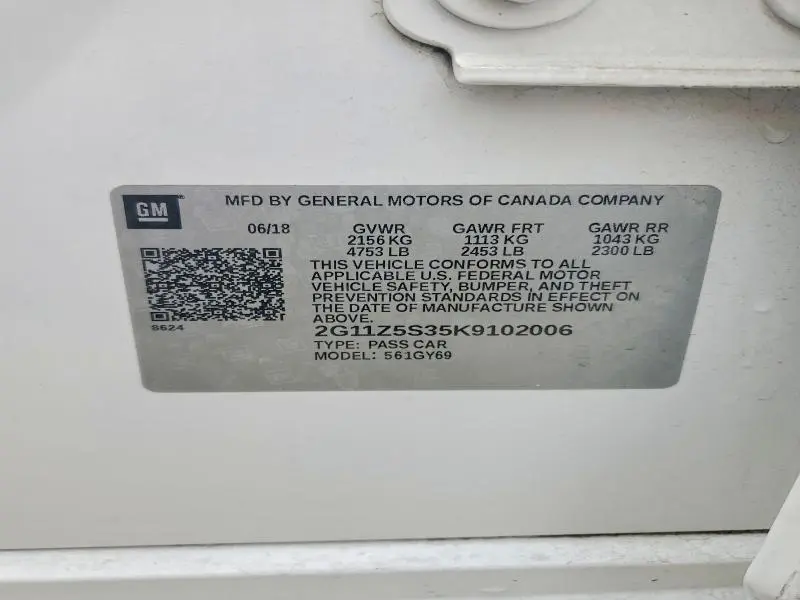 GM
MFD BY GENERAL MOTORS OF CANADA COMPANY
06/18 GVWR GAWR FRT GAWR RR
2156 KG 1113 KG 1043 KG
4753 LB 2453 LB 2300 LB
THIS VEHICLE CONFORMS TO ALL
APPLICABLE U.S. FEDERAL MOTOR
VEHICLE SAFETY, BUMPER, AND THEFT
PREVENTION STANDARDS IN EFFECT ON
THE DATE OF MANUFACTURE SHOWN
ABOVE.
8624
2G11Z5S35K9102006
TYPE: PASS CAR
MODEL: 561GY69